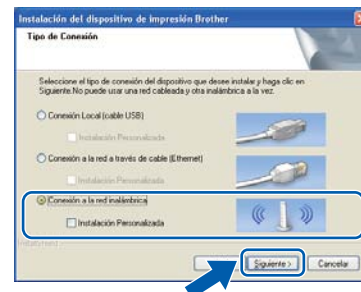 Instalación del dispositivo de impresión Brother
Tipo de Conexión
Seleccione el tipo de conexión del dispositivo que desee instalar y haga clic en
Siguiente.No puede usar una red cableada y otra inalámbrica a la vez.
Conexión Local (cable USB)
Instalación Personalizada
Conexión a la red a través de cable (Ethernet)
Instalación Personalizada
Conexión a la red inalámbrica
Instalación Personalizada
InstallShield
Siguiente >
Cancelar